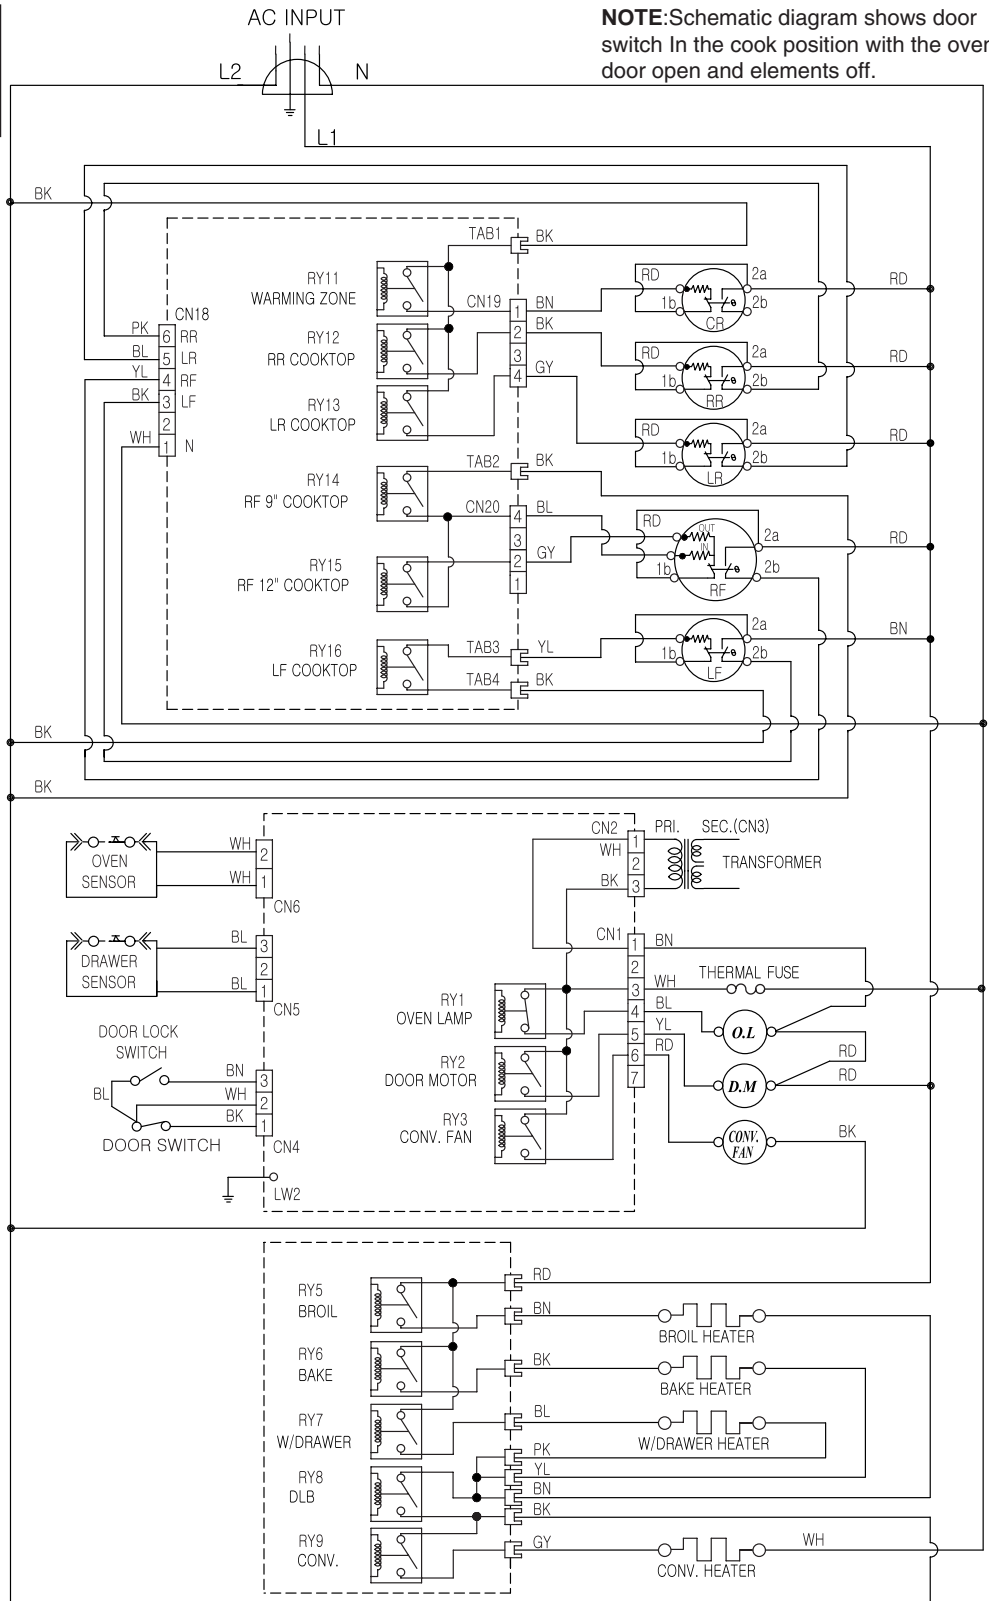 AC INPUT
NOTE:Schematic diagram shows door
switch In the cook position with the oven
door open and elements off.
L2
N
L1
BK
TAB1
BK
RY11
WARMING ZONE
CN19
1
BN
RD
1b
2a
2b
CR
RD
CN18
PK
6
RR
BL
5
LR
YL
4
RF
BK
3
LF
2
WH
1
N
RY12
RR COOKTOP
2
BK
3
4
GY
RD
1b
2a
2b
RR
RD
RY13
LR COOKTOP
RD
1b
2a
2b
LR
RD
TAB2
BK
RY14
RF 9" COOKTOP
CN20
4
BL
3
2
GY
1
RD
OUT
IN
1b
2a
2b
RF
RD
RY15
RF 12" COOKTOP
RY16
LF COOKTOP
TAB3
YL
TAB4
BK
1b
2a
2b
LF
BN
BK
BK
CN2
WH
1
2
BK
3
PRI.
SEC.(CN3)
TRANSFORMER
OVEN
SENSOR
WH
2
WH
1
CN6
DRAWER
SENSOR
BL
3
2
BL
1
CN5
CN1
1
BN
2
3
WH
4
BL
5
YL
6
RD
7
THERMAL FUSE
RY1
OVEN LAMP
O.L
RD
RY2
DOOR MOTOR
D.M
RD
RY3
CONV. FAN
CONV.
FAN
BK
DOOR LOCK
SWITCH
BL
BN
3
WH
2
BK
1
CN4
DOOR SWITCH
LW2
RY5
BROIL
RD
BN
BROIL HEATER
RY6
BAKE
BK
BAKE HEATER
RY7
W/DRAWER
BL
W/DRAWER HEATER
PK
YL
RY8
DLB
BN
BK
RY9
CONV.
GY
CONV. HEATER
WH